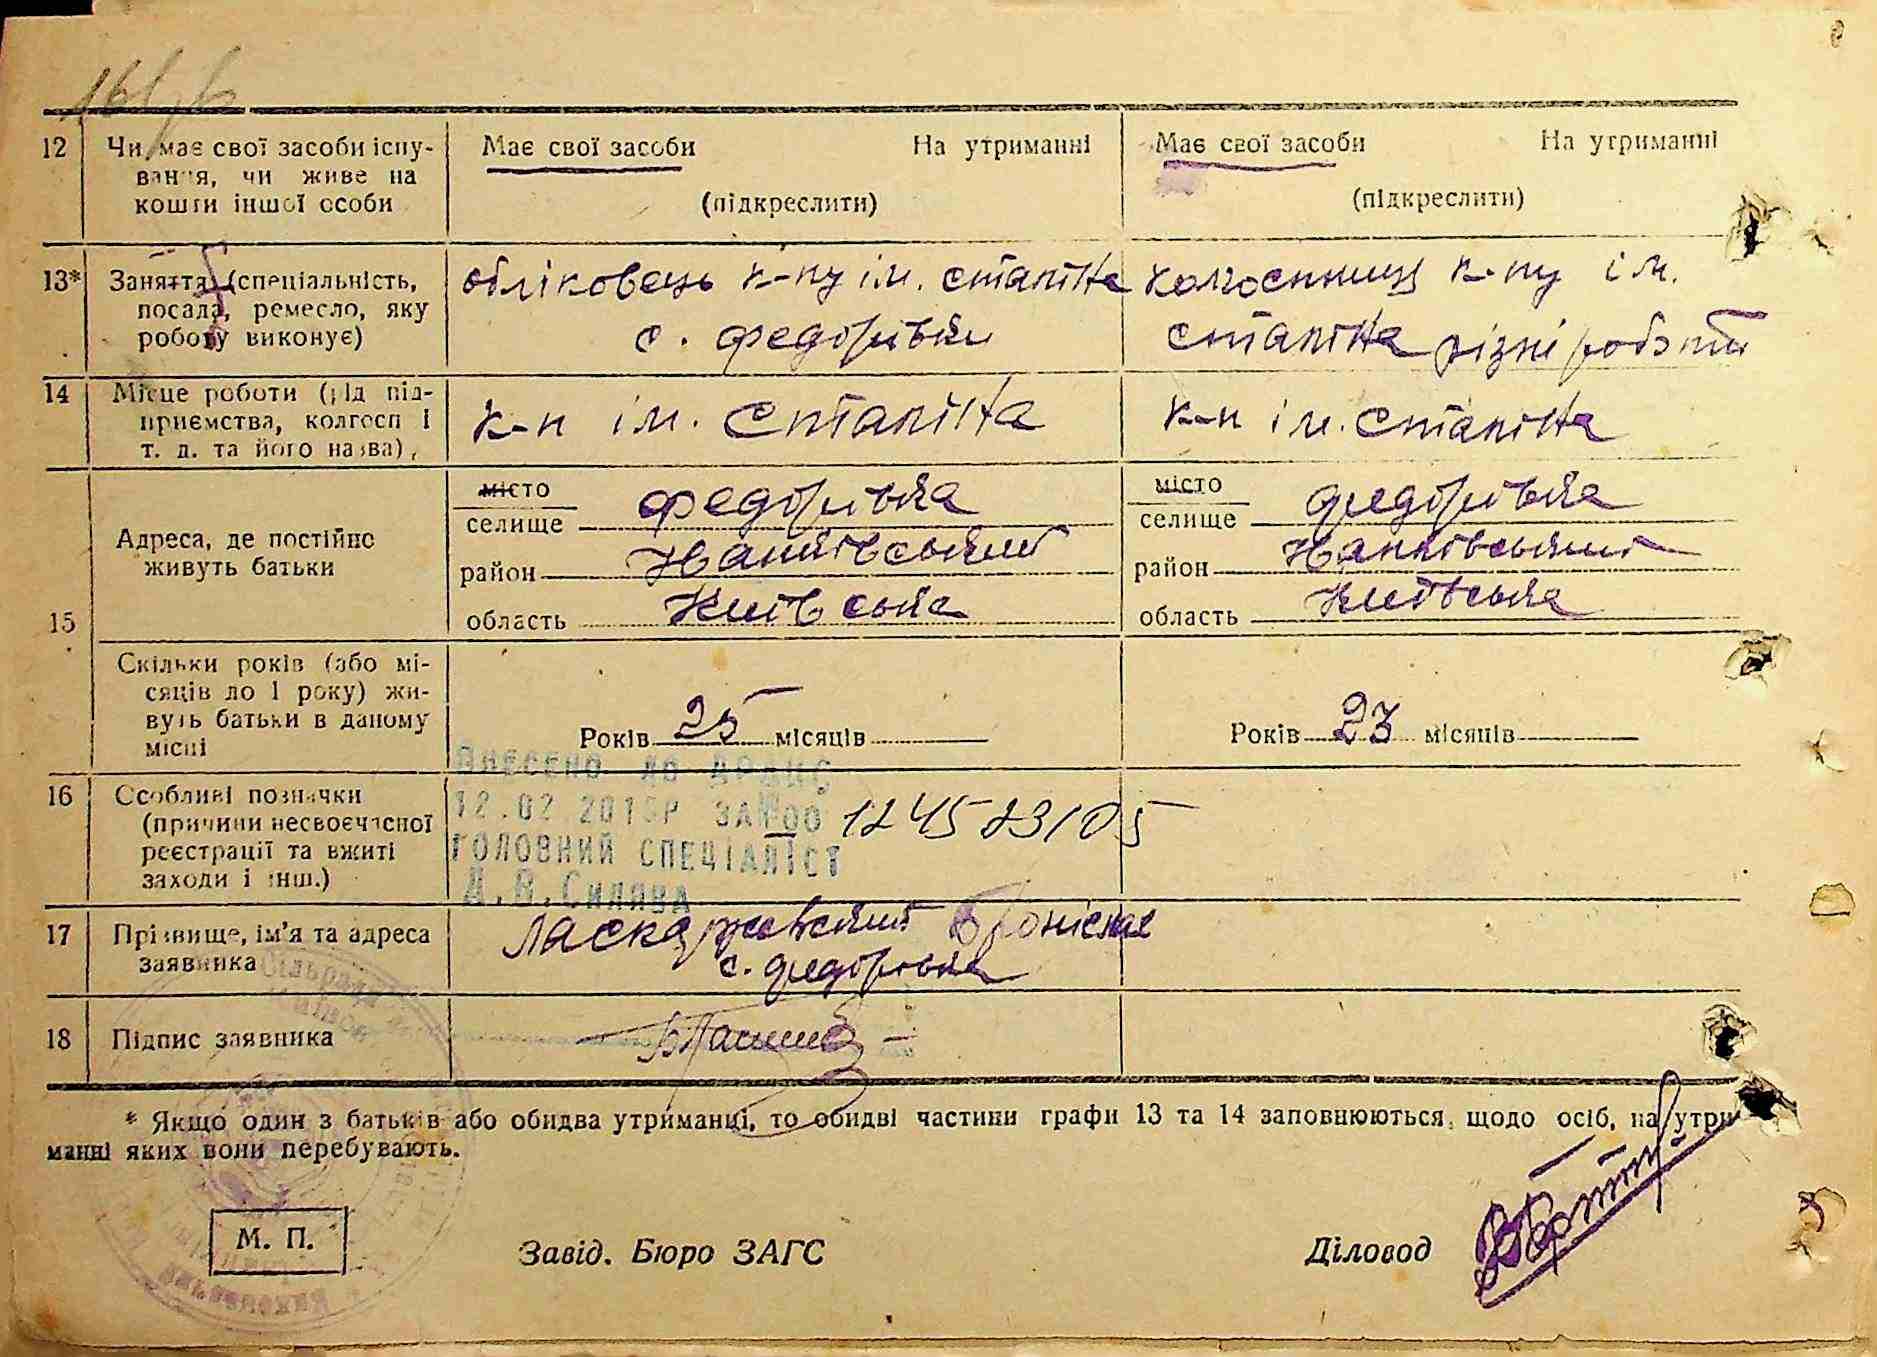 12 Чи має свої засоби існу-
вання, чи живе на
кошти іншої особи
Має свої засоби На утриманні
(підкреслити)
Має свої засоби На утриманні
(підкреслити)
13* Заняття (спеціальність,
посада, ремесло, яку
роботу виконує)
обліковець к-пу ім. Сталіна
с. Федорівки
колгоспниця к-пу ім.
Сталіна різні роботи
14 Місце роботи (рід під-
приємства, колгосп і
т. д. та його назва)
к-п ім. Сталіна
к-п ім. Сталіна
15 Адреса, де постійно
живуть батьки
місто
селище Федорівка
район
область Київська
місто
селище Федорівка
район
область Київська
Скільки років (або мі-
сяців до 1 року) жи-
вуть батьки в даному
місці
Років 25 місяців
Років 23 місяців
16 Особливі позначки
(причини несвоєчасної
реєстрації та вжиті
заходи і інш.)
Внесено до ДРАЦС
ГОЛОВНИЙ СПЕЦІАЛІСТ
17 Прізвище, ім'я та адреса
заявника
с. Федорівка
18 Підпис заявника
* Якщо один з батьків або обидва утриманці, то обидві частини графи 13 та 14 заповнюються щодо осіб, на утри
манні яких вони перебувають.
М. П.
Завід. Бюро ЗАГС
Діловод